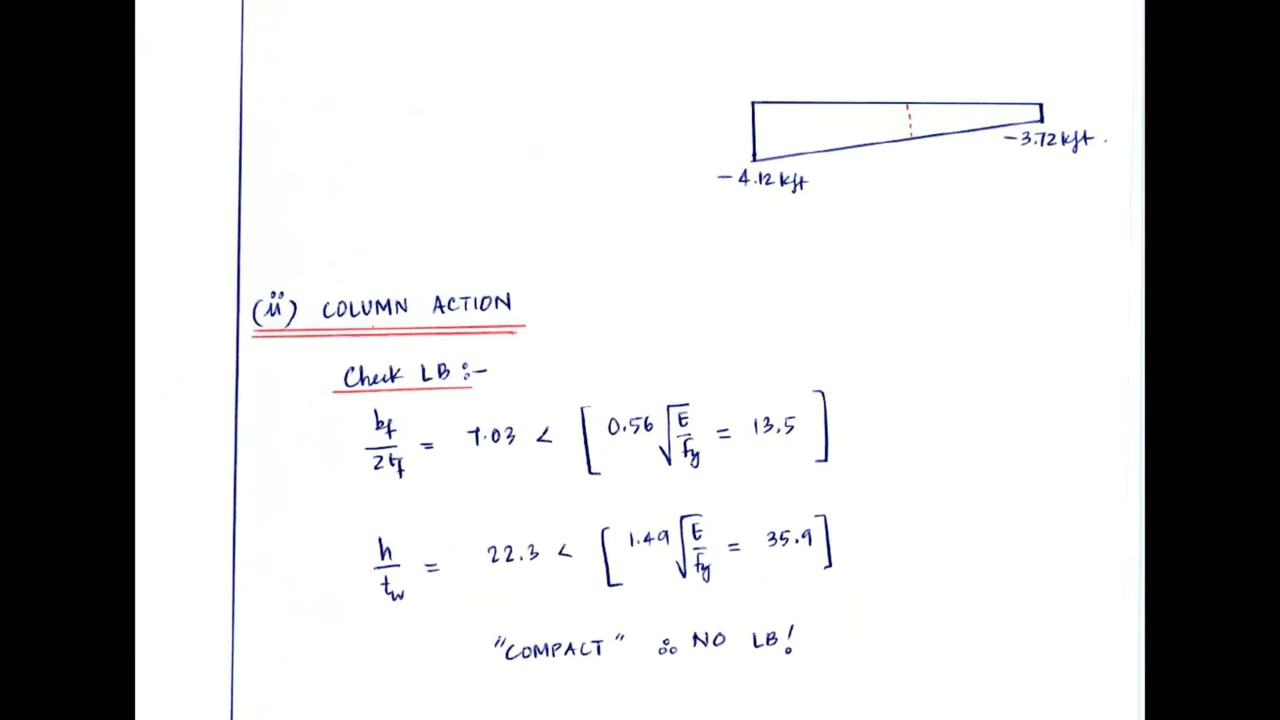 -3.72 kft.
-4.12 kft
(ii) COLUMN ACTION
Check LB :-
bf/2tf = 7.03 < [ 0.56 √(E/fy) = 13.5 ]
h/tw = 22.3 < [ 1.49 √(E/fy) = 35.9 ]
"COMPACT" ∴ NO LB!